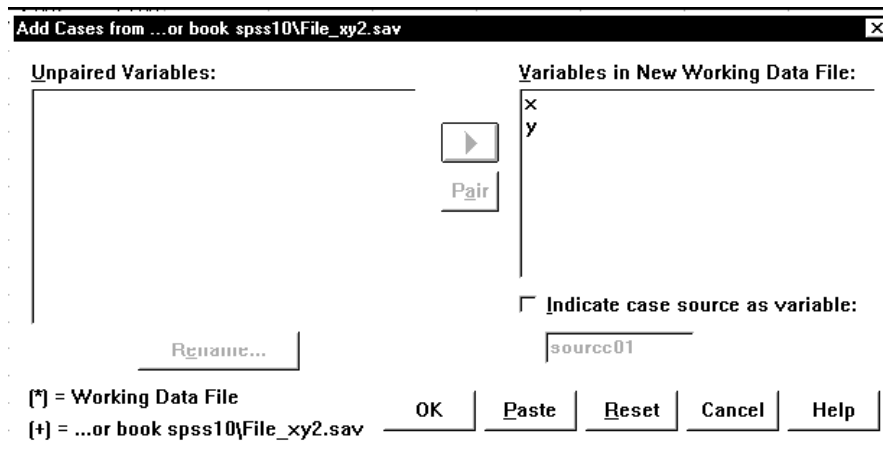 Add Cases from ...or book spss10\File_xy2.sav
Unpaired Variables:
Variables in New Working Data File:
x
y
Pair
Indicate case source as variable:
Rename...
source01
(*) = Working Data File
(+) = ...or book spss10\File_xy2.sav
OK
Paste
Reset
Cancel
Help